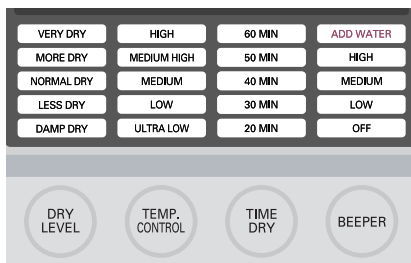 VERY DRY HIGH 60 MIN ADD WATER
MORE DRY MEDIUM HIGH 50 MIN HIGH
NORMAL DRY MEDIUM 40 MIN MEDIUM
LESS DRY LOW 30 MIN LOW
DAMP DRY ULTRA LOW 20 MIN OFF
DRY LEVEL
TEMP. CONTROL
TIME DRY
BEEPER